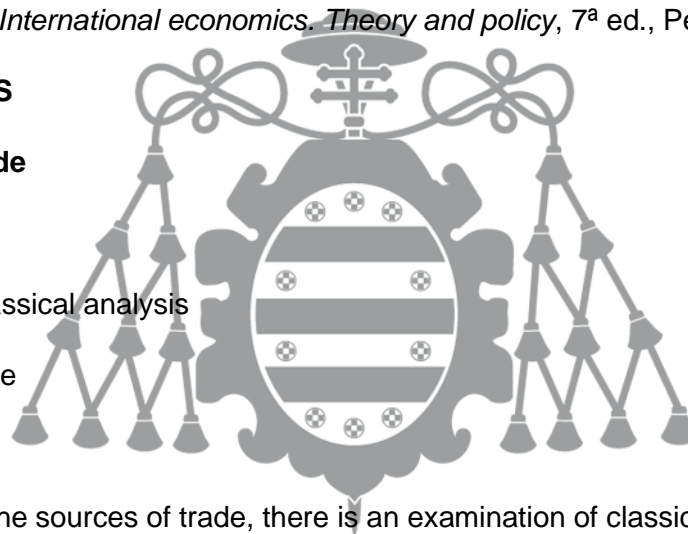 International economics. Theory and policy, 7ª ed., Pe
s
de
assical analysis
e
he sources of trade, there is an examination of classic